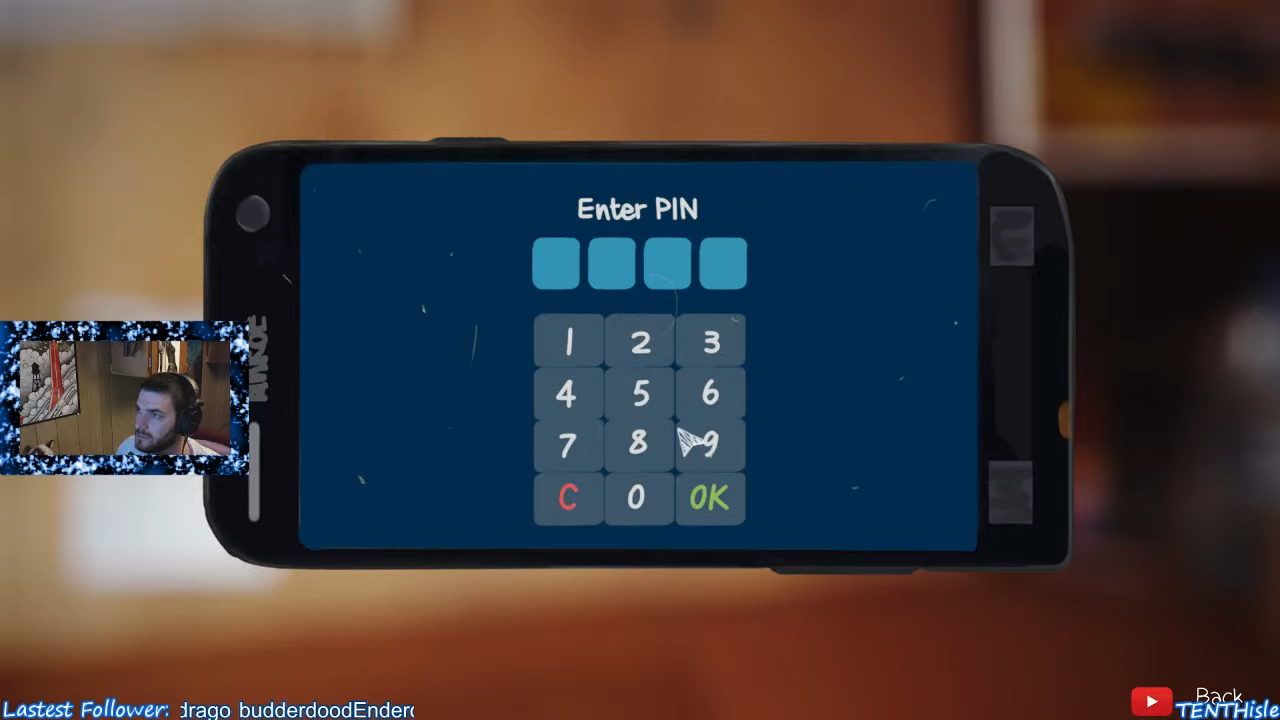 Enter PIN
1 2 3
4 5 6
7 8 9
C 0 OK
Back
Lastest Follower: drago budderdoodEnder
TENTHisle